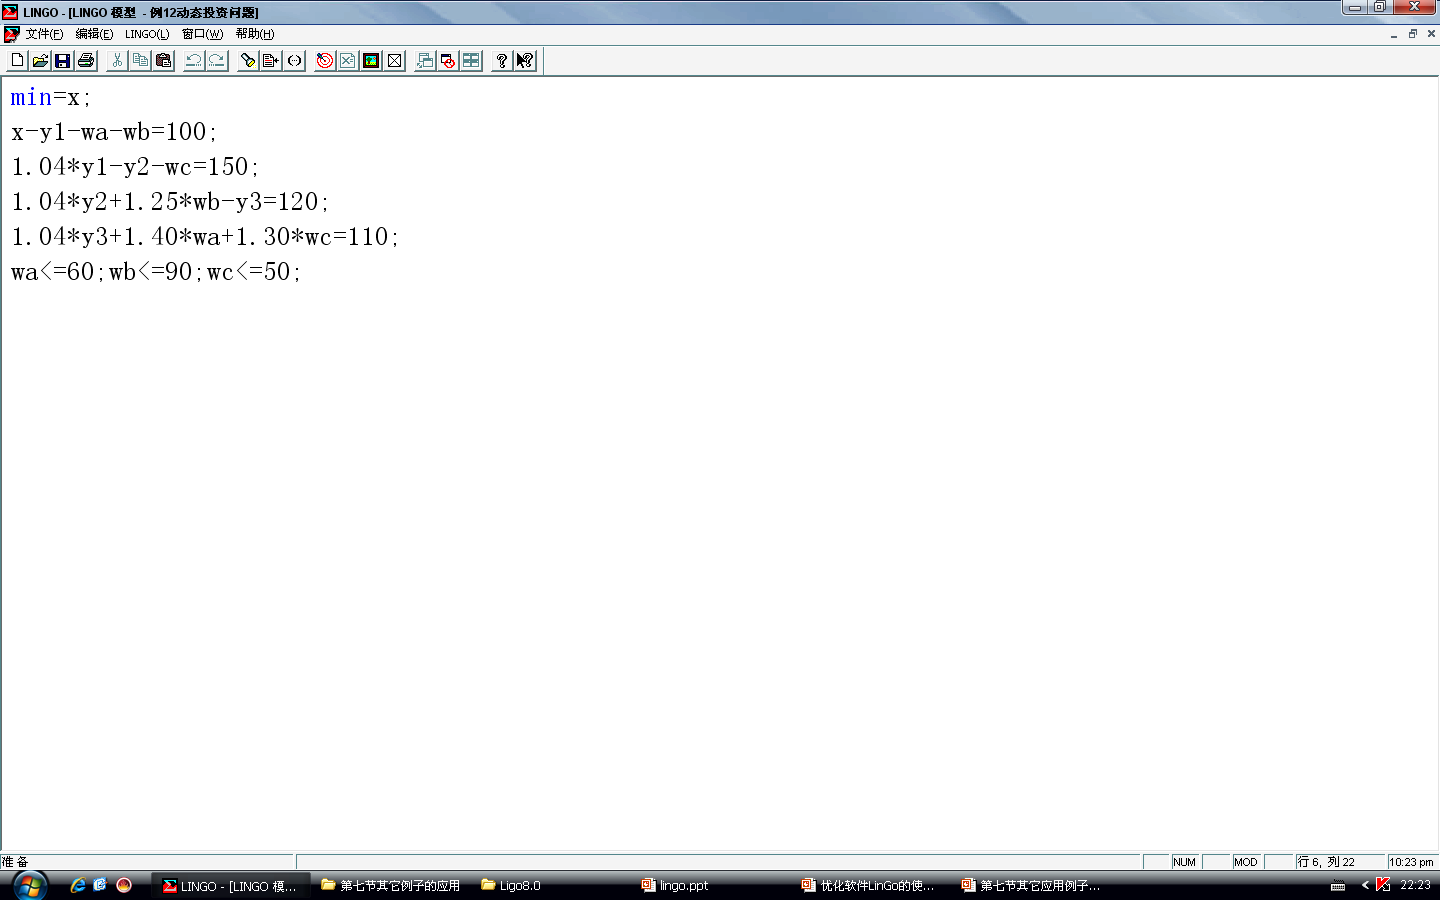 LINGO - [LINGO 模型 - 例12动态投资问题]
文件(F) 编辑(E) LINGO(L) 窗口(W) 帮助(H)
min=x;
x-y1-wa-wb=100;
1.04*y1-y2-wc=150;
1.04*y2+1.25*wb-y3=120;
1.04*y3+1.40*wa+1.30*wc=110;
wa<=60;wb<=90;wc<=50;
准备 NUM MOD 行 6, 列 22 10:23 pm
LINGO - [LINGO 模... 第七节其它例子的应用 Ligo8.0 lingo.ppt 优化软件LinGo的使... 第七节其它应用例子... 22:23